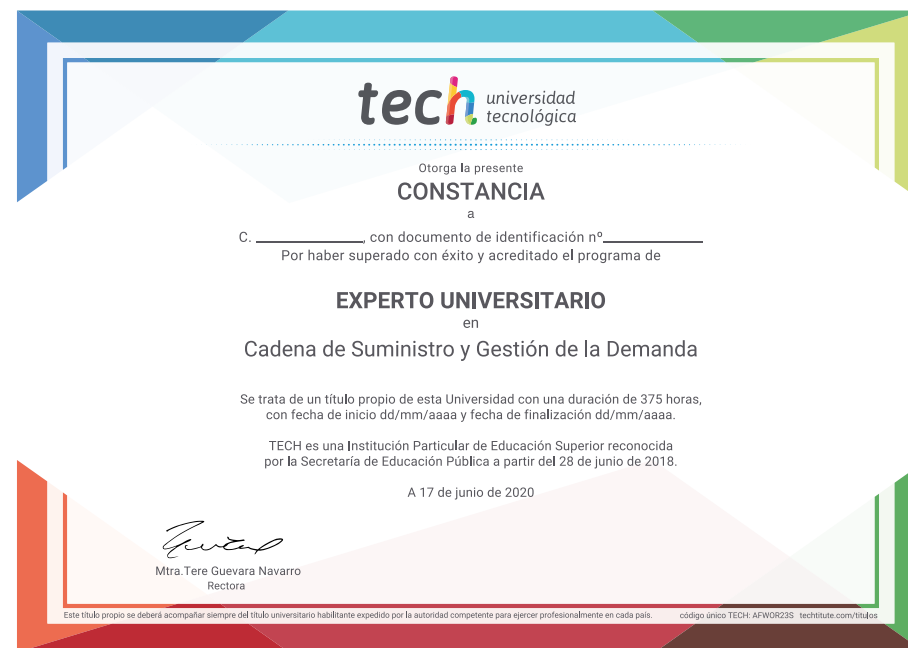 tech universidad
tecnológica
Otorga la presente
CONSTANCIA
a
C. ______________, con documento de identificación nº______________
Por haber superado con éxito y acreditado el programa de
EXPERTO UNIVERSITARIO
en
Cadena de Suministro y Gestión de la Demanda
Se trata de un título propio de esta Universidad con una duración de 375 horas,
con fecha de inicio dd/mm/aaaa y fecha de finalización dd/mm/aaaa.
TECH es una Institución Particular de Educación Superior reconocida
por la Secretaría de Educación Pública a partir del 28 de junio de 2018.
A 17 de junio de 2020
Mtra.Tere Guevara Navarro
Rectora
Este título propio se deberá acompañar siempre del título universitario habilitante expedido por la autoridad competente para ejercer profesionalmente en cada país. código único TECH: AFWOR23S techtitute.com/titulos